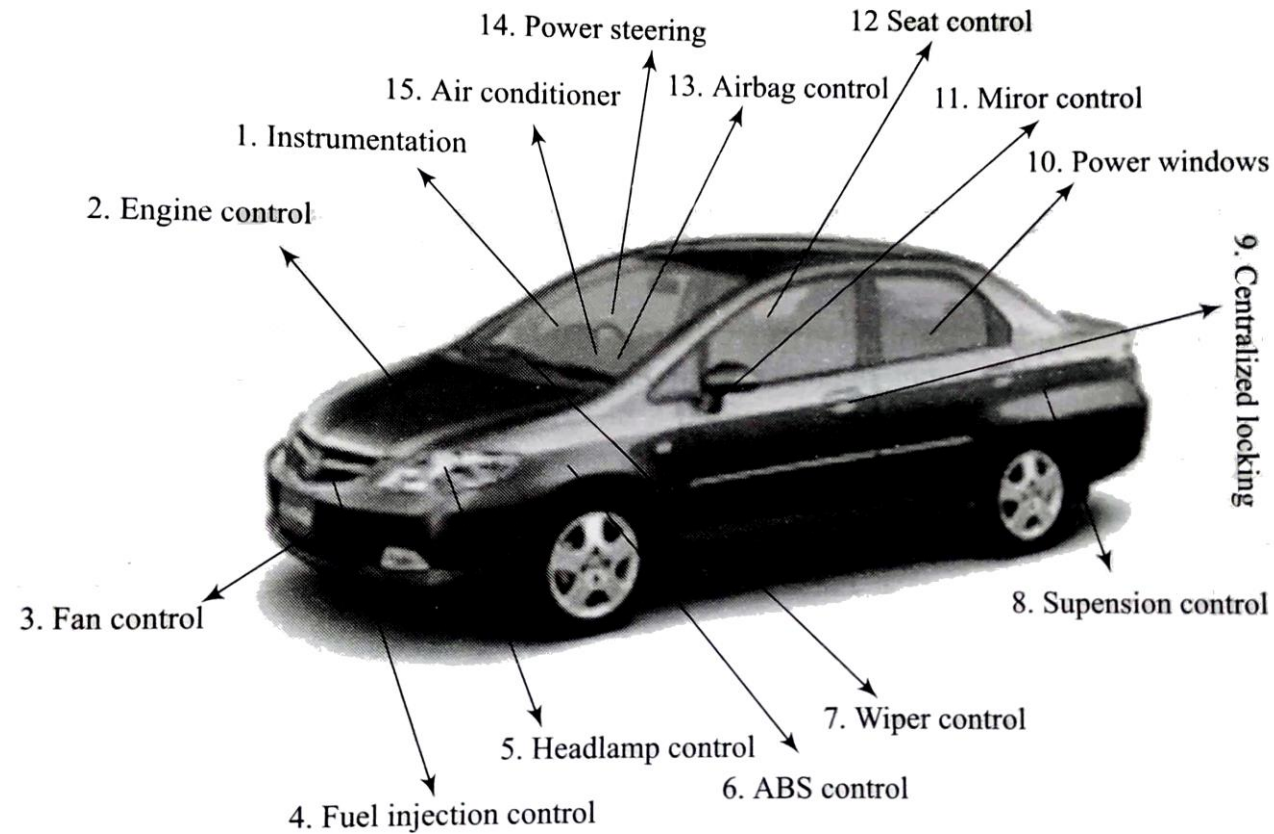 14. Power steering
12 Seat control
15. Air conditioner
13. Airbag control
11. Miror control
1. Instrumentation
10. Power windows
2. Engine control
9. Centralized locking
3. Fan control
8. Supension control
7. Wiper control
5. Headlamp control
6. ABS control
4. Fuel injection control